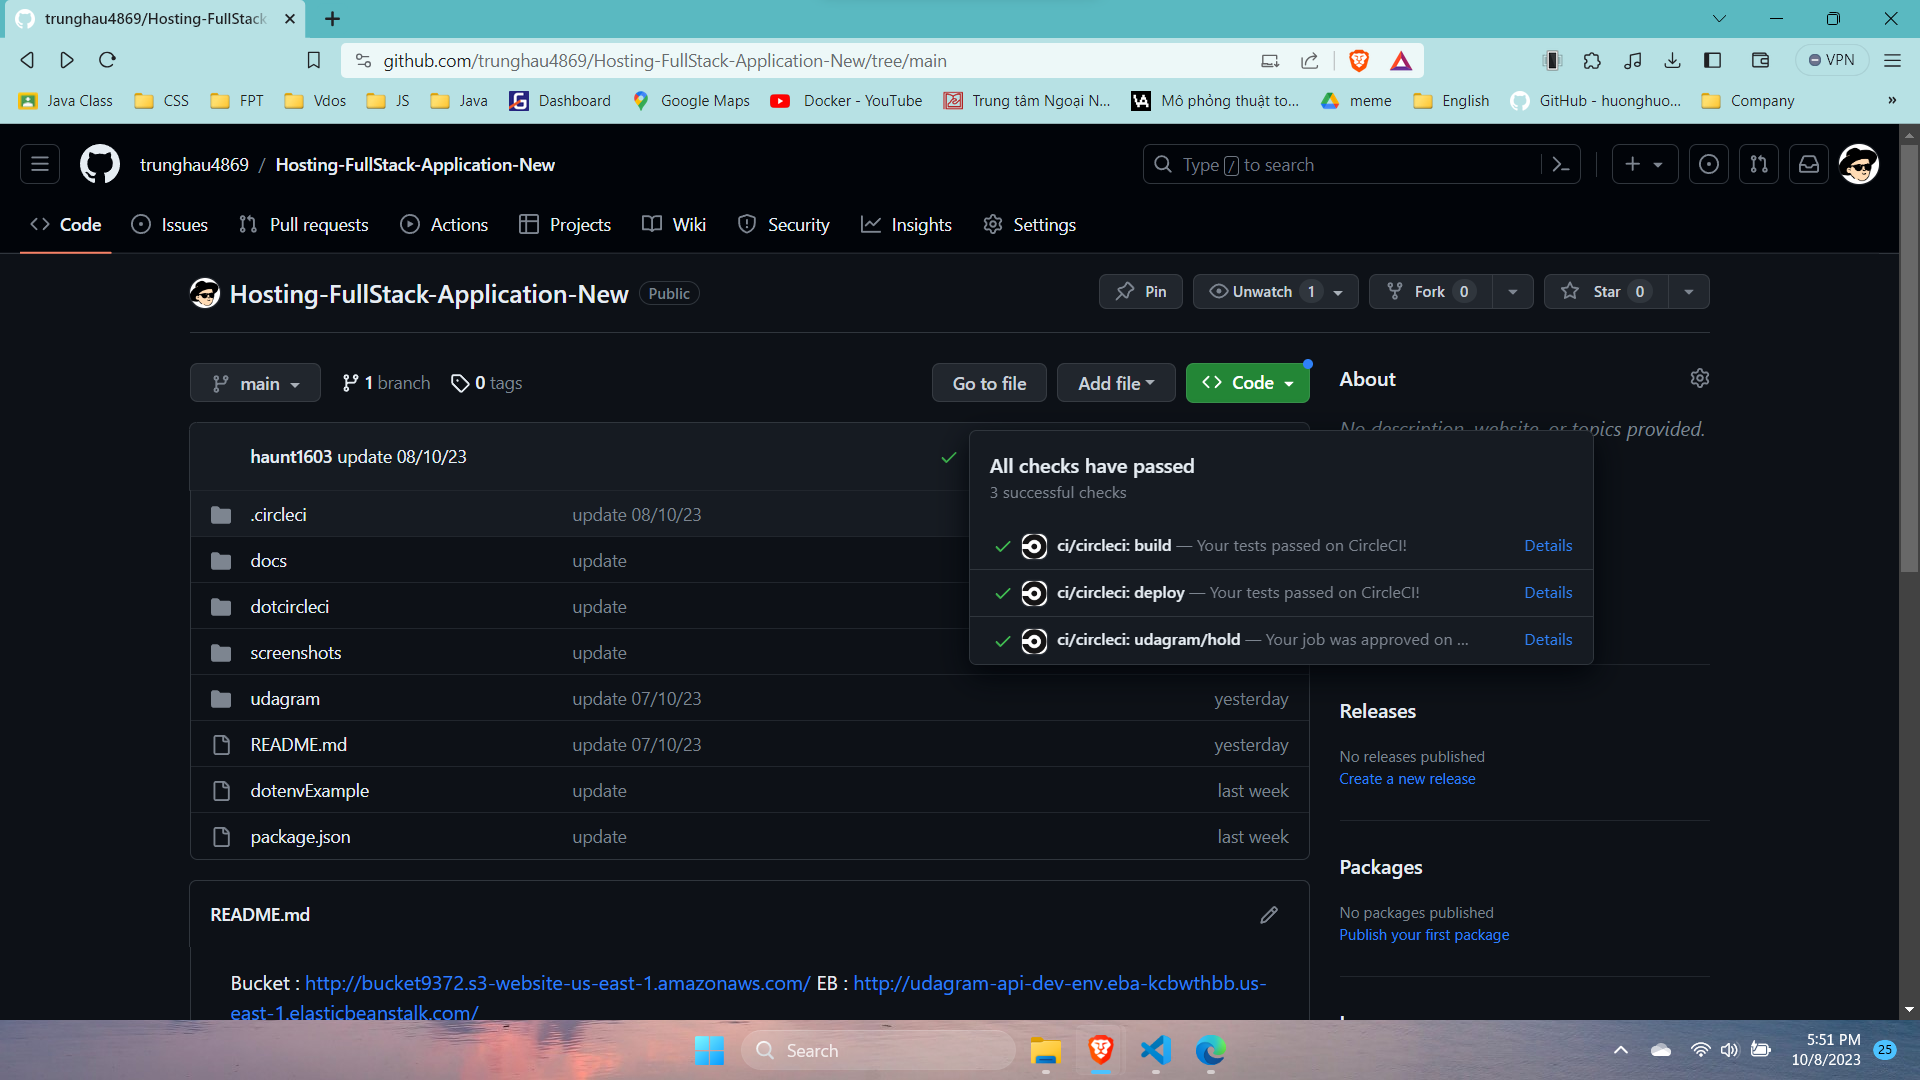 trunghau4869/Hosting-FullStack
github.com/trunghau4869/Hosting-FullStack-Application-New/tree/main
VPN
Java Class CSS FPT Vdos JS Java Dashboard Google Maps Docker - YouTube Trung tâm Ngoại N... Mô phỏng thuật to... meme English GitHub - huonghuo... Company »
trunghau4869 / Hosting-FullStack-Application-New
Type / to search
Code Issues Pull requests Actions Projects Wiki Security Insights Settings
Hosting-FullStack-Application-New Public
Pin Unwatch 1 Fork 0 Star 0
main 1 branch 0 tags
Go to file Add file Code
About
No description, website, or topics provided.
haunt1603 update 08/10/23
All checks have passed
3 successful checks
.circleci update 08/10/23
ci/circleci: build — Your tests passed on CircleCI! Details
docs update
ci/circleci: deploy — Your tests passed on CircleCI! Details
dotcircleci update
ci/circleci: udagram/hold — Your job was approved on ... Details
screenshots update
udagram update 07/10/23 yesterday
Releases
README.md update 07/10/23 yesterday
No releases published
Create a new release
dotenvExample update last week
package.json update last week
Packages
No packages published
Publish your first package
README.md
Bucket : http://bucket9372.s3-website-us-east-1.amazonaws.com/ EB : http://udagram-api-dev-env.eba-kcbwthbb.us-
east-1.elasticbeanstalk.com/
Search
5:51 PM
10/8/2023
25